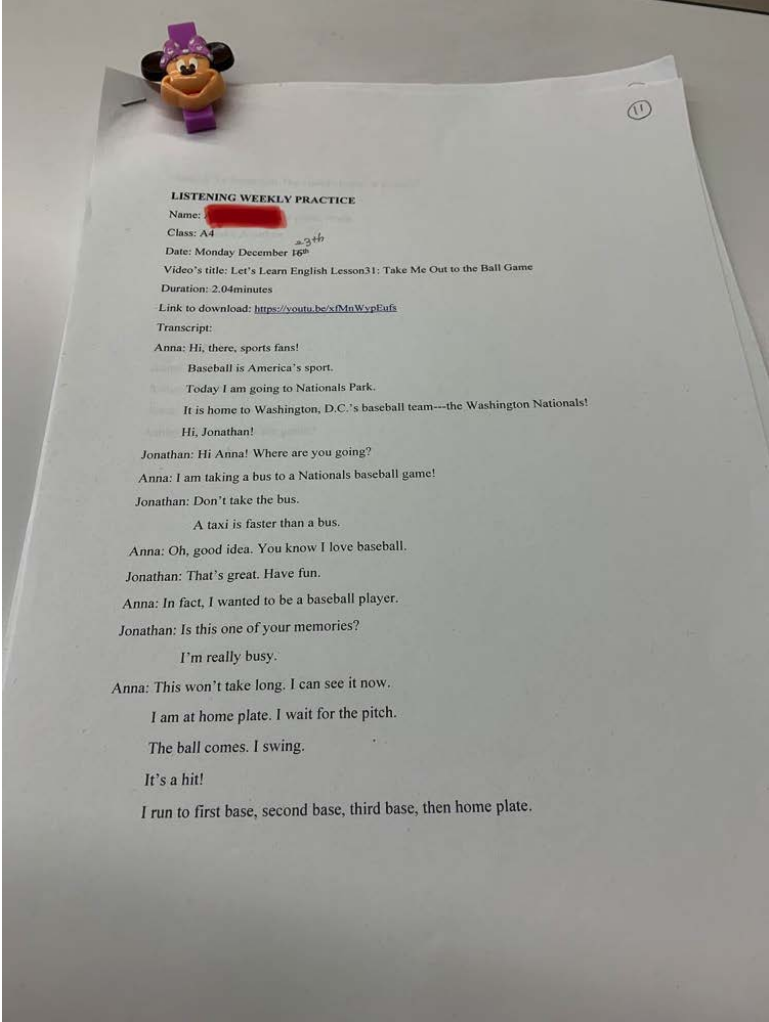 11
LISTENING WEEKLY PRACTICE
Name:
Class: A4
23th
Date: Monday December 16th
Video's title: Let's Learn English Lesson31: Take Me Out to the Ball Game
Duration: 2.04minutes
Link to download: https://youtu.be/xfMnWypEufs
Transcript:
Anna: Hi, there, sports fans!
Baseball is America's sport.
Today I am going to Nationals Park.
It is home to Washington, D.C.'s baseball team---the Washington Nationals!
Hi, Jonathan!
Jonathan: Hi Anna! Where are you going?
Anna: I am taking a bus to a Nationals baseball game!
Jonathan: Don't take the bus.
A taxi is faster than a bus.
Anna: Oh, good idea. You know I love baseball.
Jonathan: That's great. Have fun.
Anna: In fact, I wanted to be a baseball player.
Jonathan: Is this one of your memories?
I'm really busy.
Anna: This won't take long. I can see it now.
I am at home plate. I wait for the pitch.
The ball comes. I swing.
It's a hit!
I run to first base, second base, third base, then home plate.